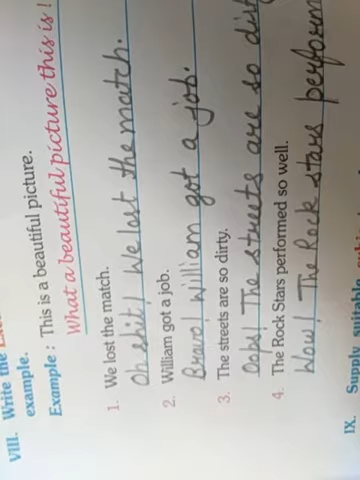 VIII. Write the
example.
Example : This is a beautiful picture.
What a beautiful picture this is!
1. We lost the match.
Oh shit! We lost the match.
2. William got a job.
Bravo! William got a job.
3. The streets are so dirty.
Oobs! The streets are so
4. The Rock Stars performed so well.
Wow! The Rock stars perform
IX. Supply suitable